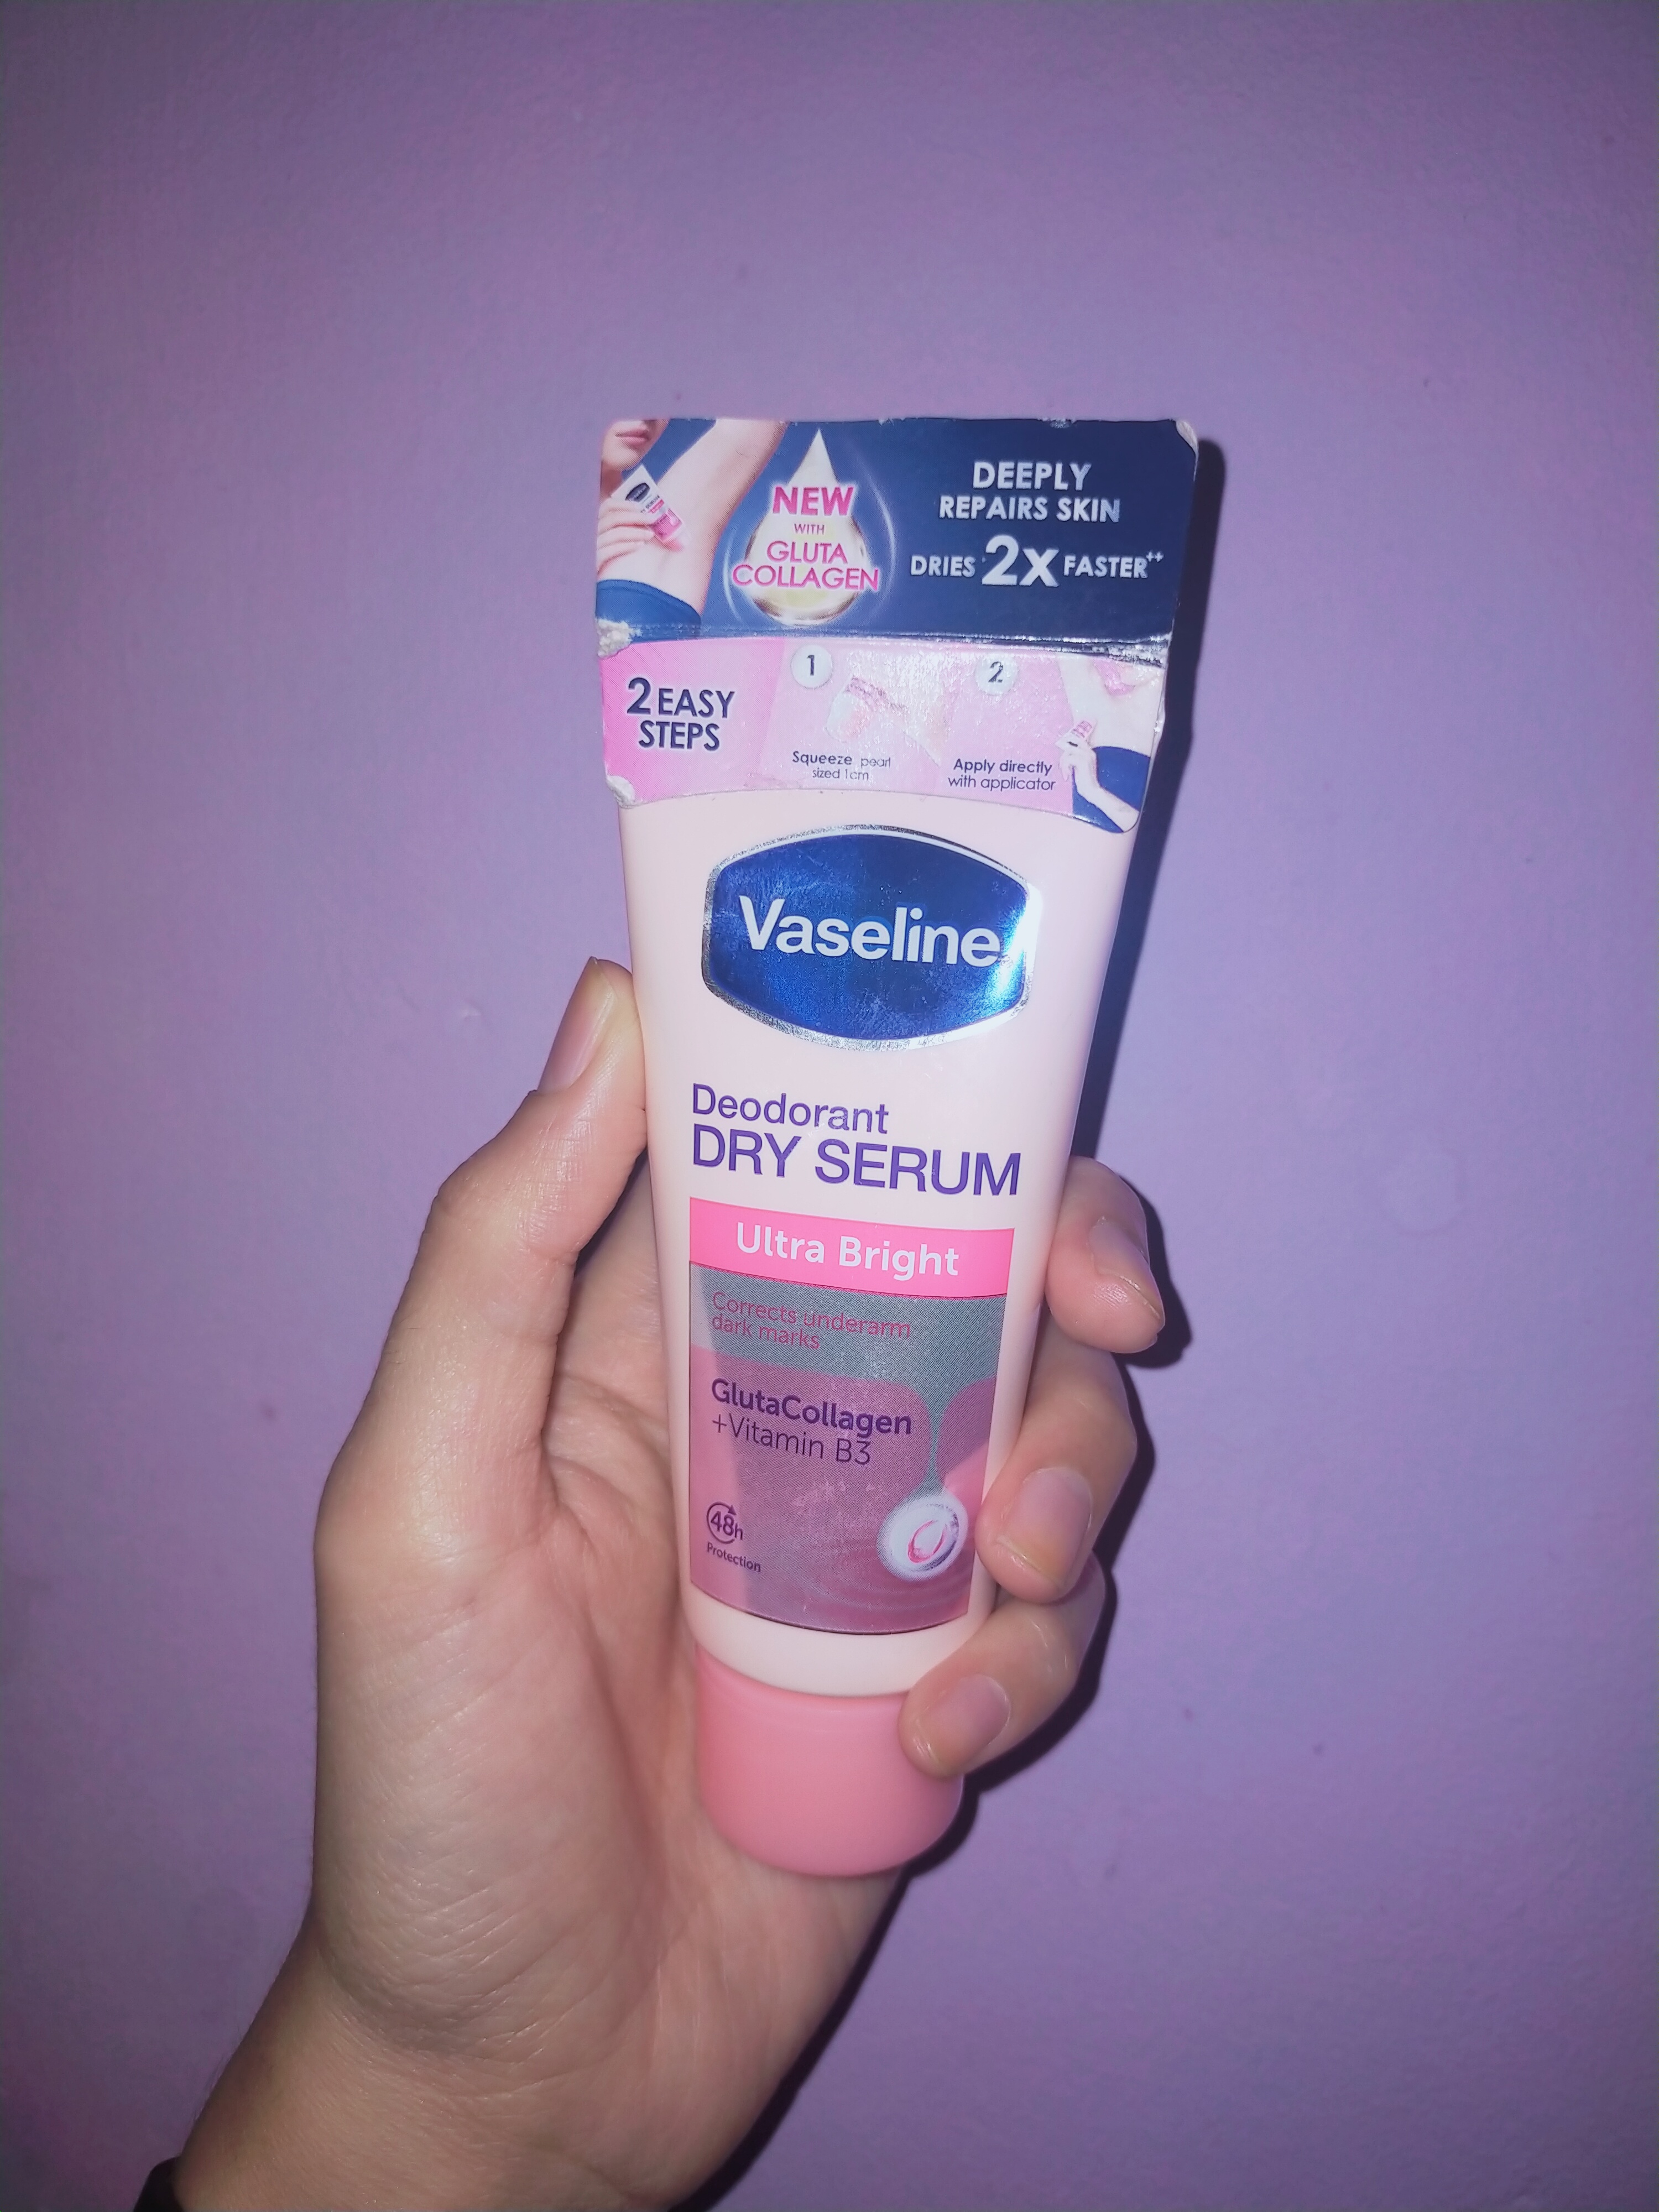 NEW
WITH
GLUTA
COLLAGEN
DEEPLY
REPAIRS SKIN
DRIES 2x FASTER++
2 EASY
STEPS
1
Squeeze pearl
sized 1cm
2
Apply directly
with applicator
Vaseline
Deodorant
DRY SERUM
Ultra Bright
Corrects underarm
dark marks
GlutaCollagen
+Vitamin B3
48h
Protection